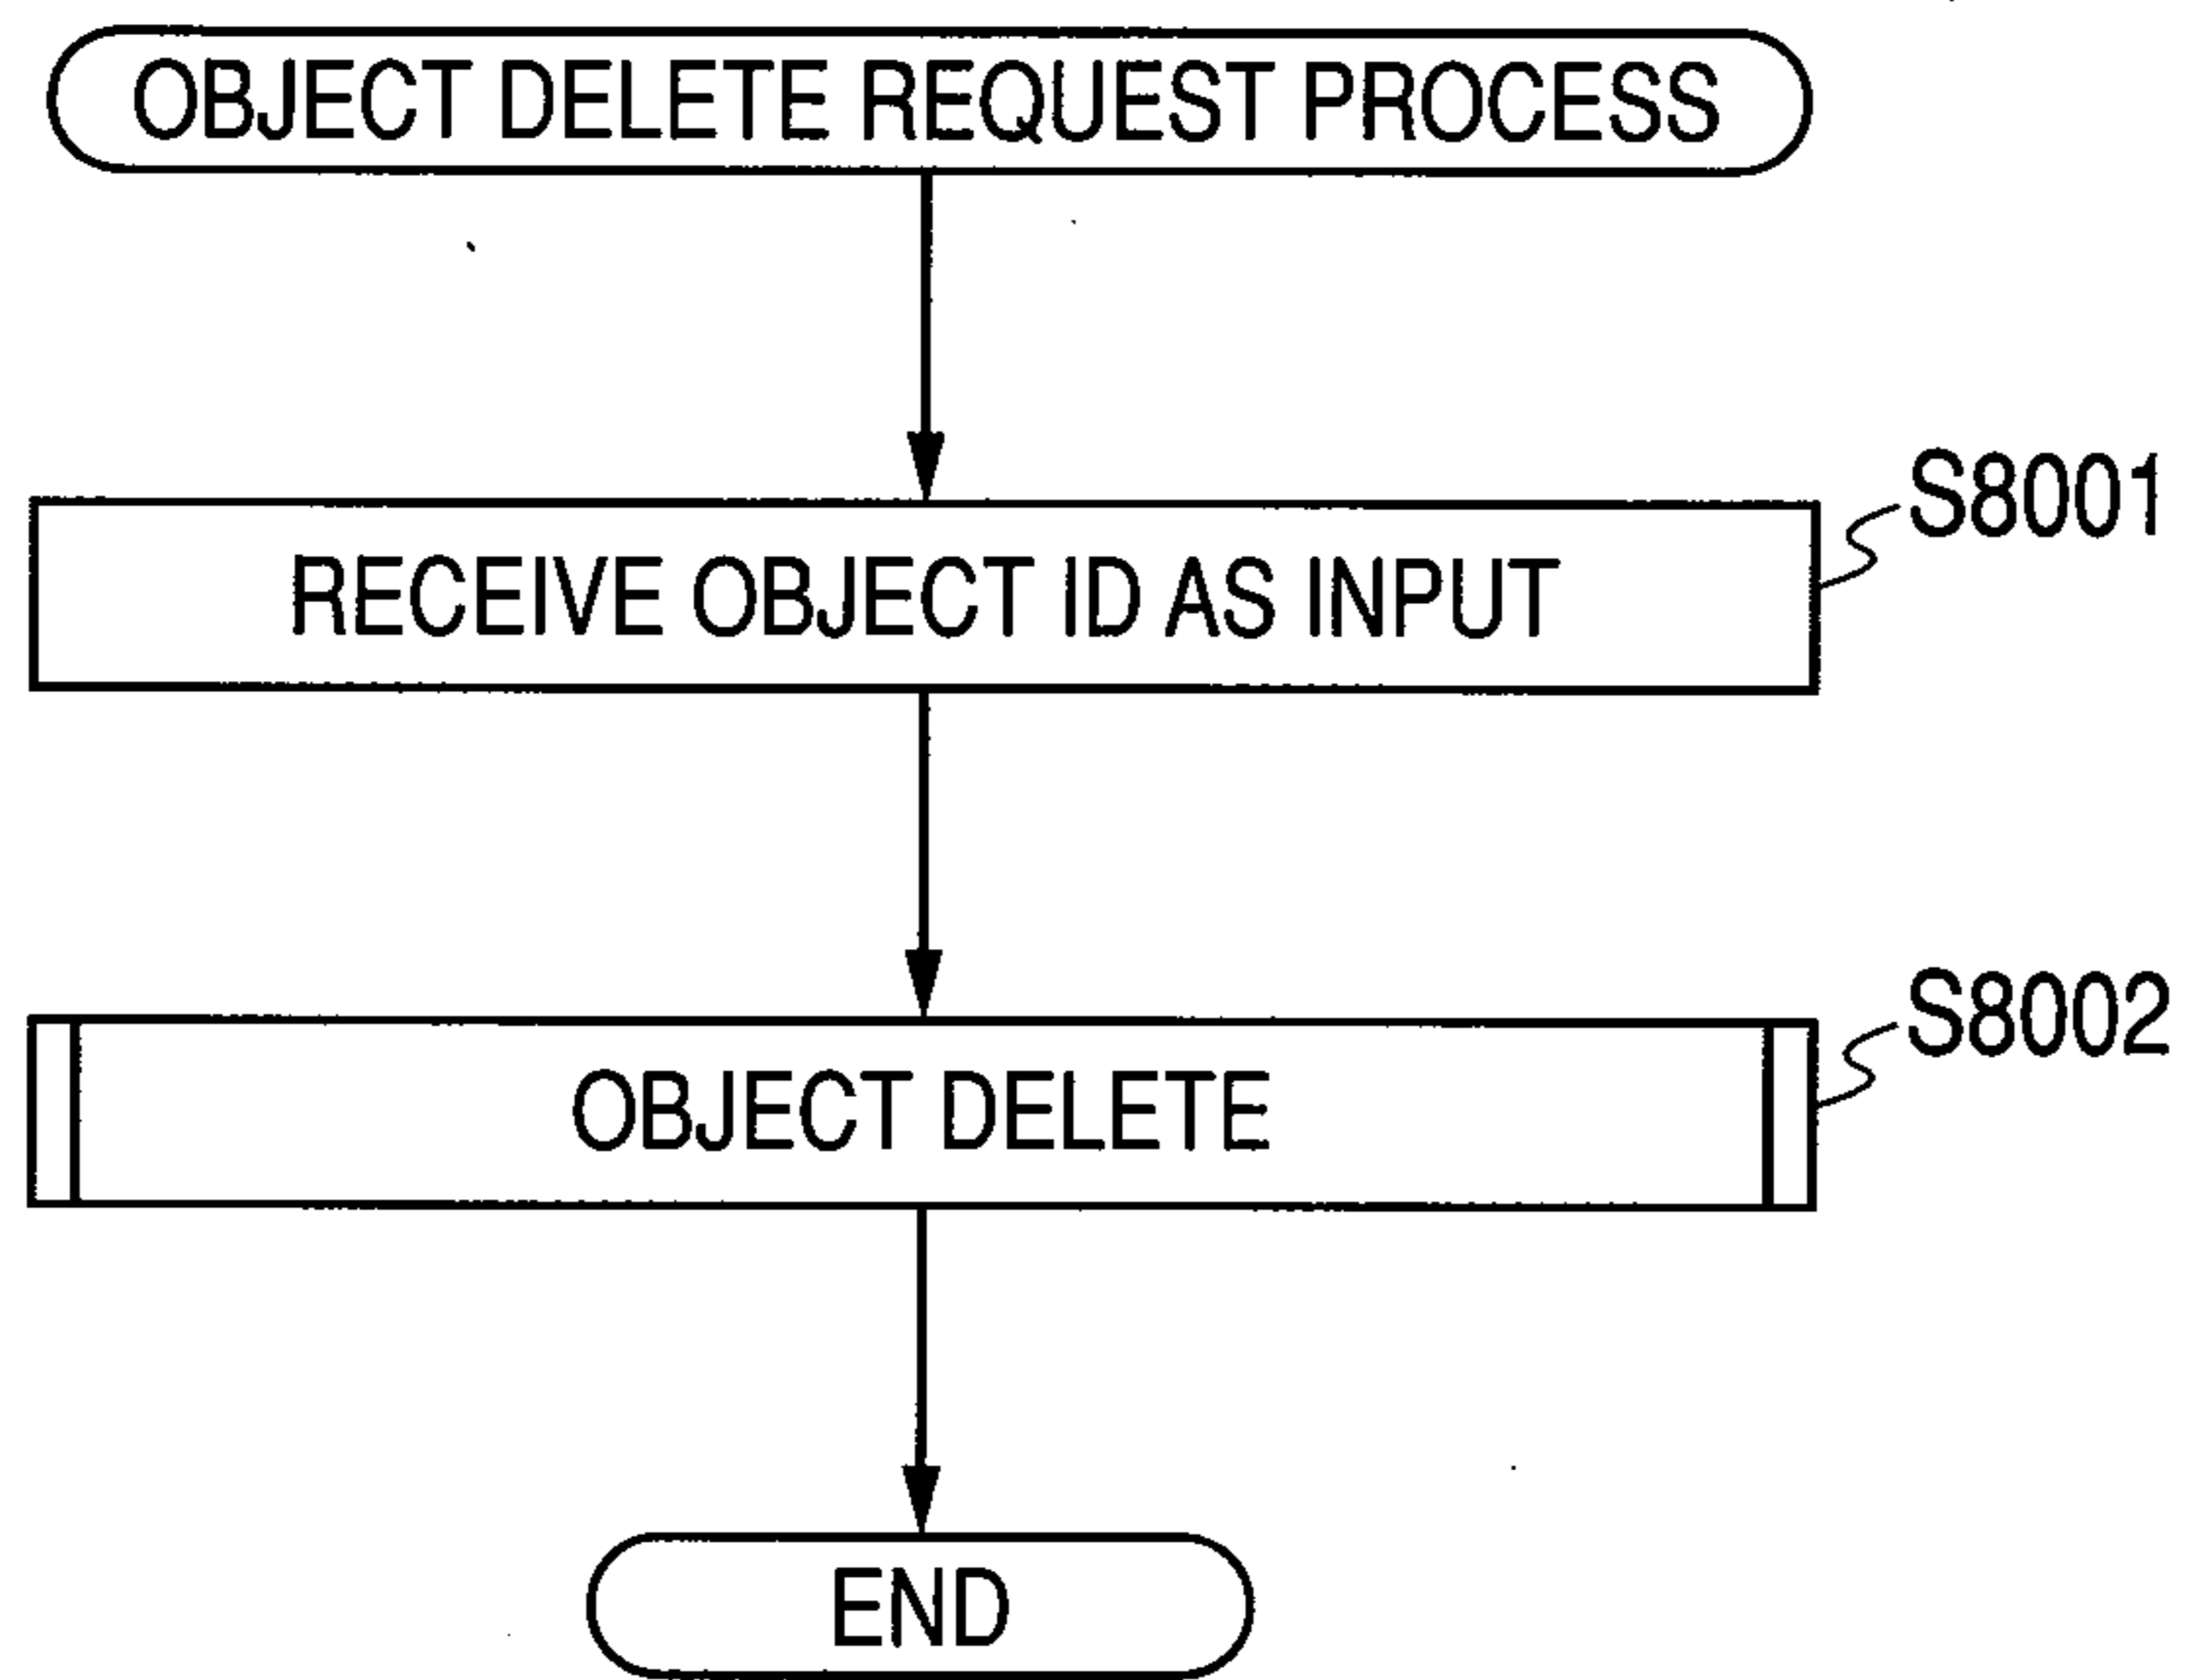 OBJECT DELETE REQUEST PROCESS
S8001
RECEIVE OBJECT ID AS INPUT
S8002
OBJECT DELETE
END